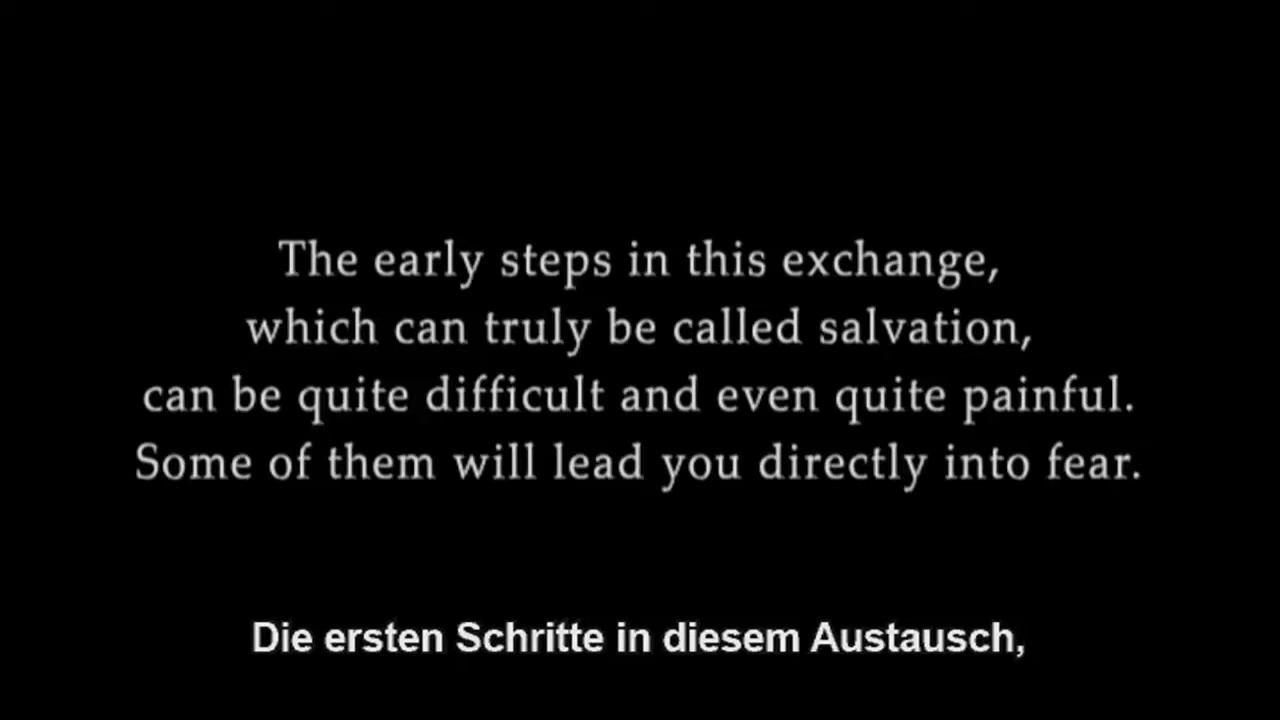 The early steps in this exchange,
which can truly be called salvation,
can be quite difficult and even quite painful.
Some of them will lead you directly into fear.
Die ersten Schritte in diesem Austausch,